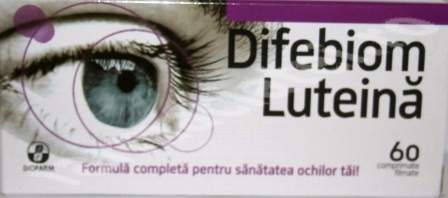 Difebiom
Luteină
60
comprimate
filmate
BIOFARM
Formulă completă pentru sănătatea ochilor tăi!